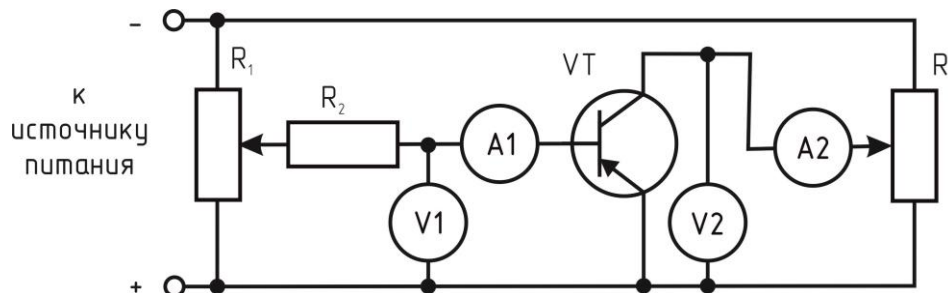 -
R₁
VT
R
К
источнику
питания
R₂
A1
A2
V1
V2
+